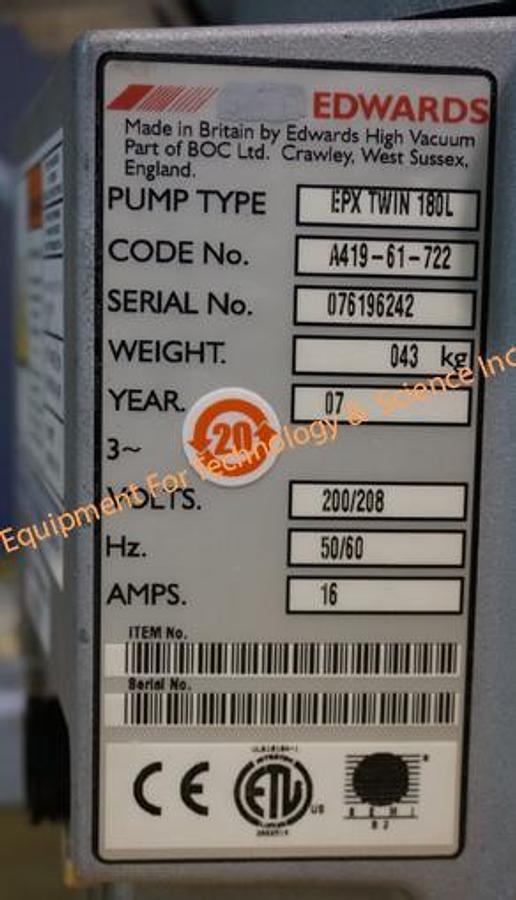 EDWARDS
Made in Britain by Edwards High Vacuum
Part of BOC Ltd. Crawley, West Sussex,
England.
PUMP TYPE EPX TWIN 180L
CODE No. A419-61-722
SERIAL No. 076196242
WEIGHT. 043 kg
YEAR. 07
20
3~
Equipment For Technology & Science Inc
VOLTS. 200/208
Hz. 50/60
AMPS. 16
ITEM No.
Serial No.
CE ETL US
SEMI
S2